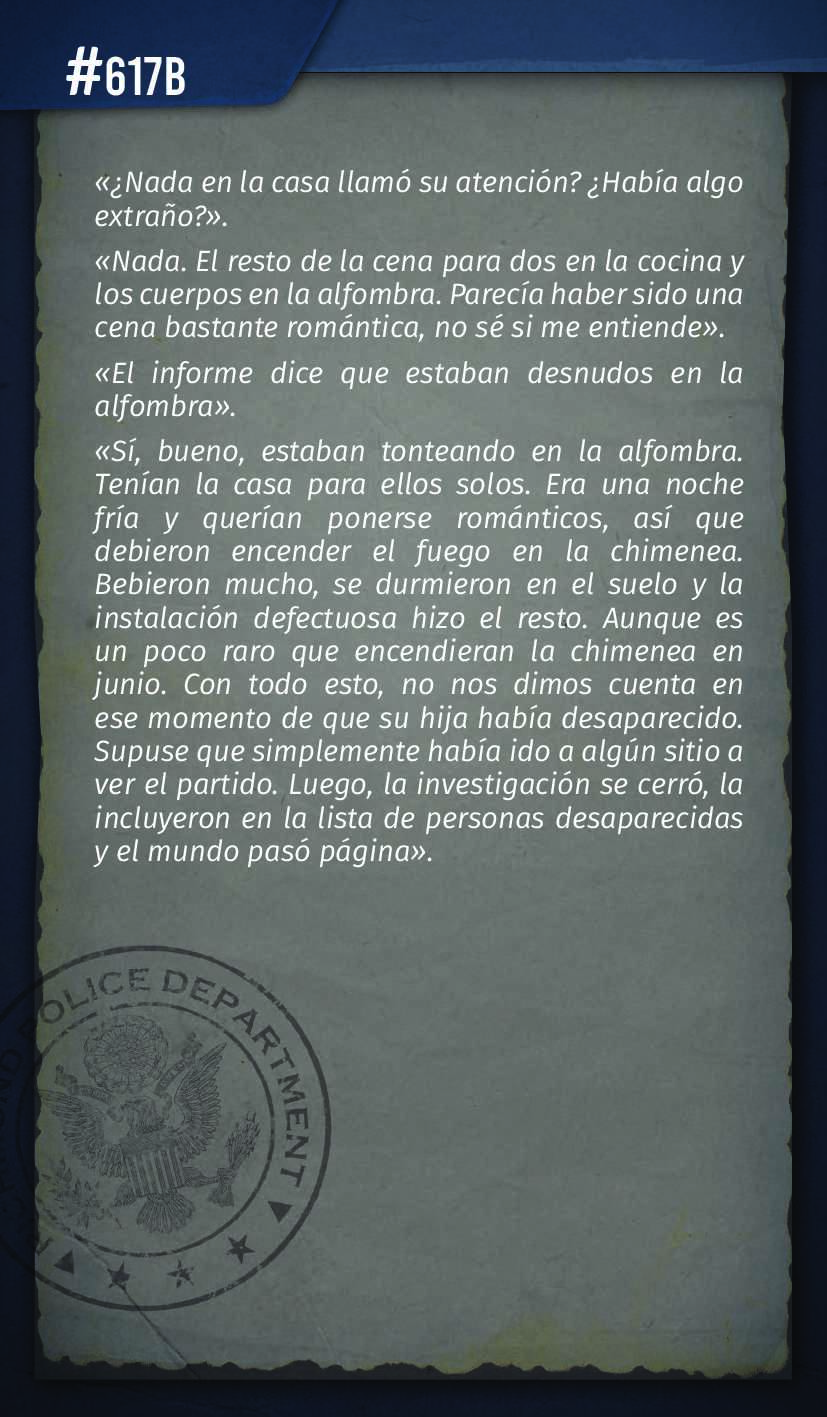 #617B
«¿Nada en la casa llamó su atención? ¿Había algo
extraño?».
«Nada. El resto de la cena para dos en la cocina y
los cuerpos en la alfombra. Parecía haber sido una
cena bastante romántica, no sé si me entiende».
«El informe dice que estaban desnudos en la
alfombra».
«Sí, bueno, estaban tonteando en la alfombra.
Tenían la casa para ellos solos. Era una noche
fría y querían ponerse románticos, así que
debieron encender el fuego en la chimenea.
Bebieron mucho, se durmieron en el suelo y la
instalación defectuosa hizo el resto. Aunque es
un poco raro que encendieran la chimenea en
junio. Con todo esto, no nos dimos cuenta en
ese momento de que su hija había desaparecido.
Supuse que simplemente había ido a algún sitio a
ver el partido. Luego, la investigación se cerró, la
incluyeron en la lista de personas desaparecidas
y el mundo pasó página».
POLICE DEPARTMENT